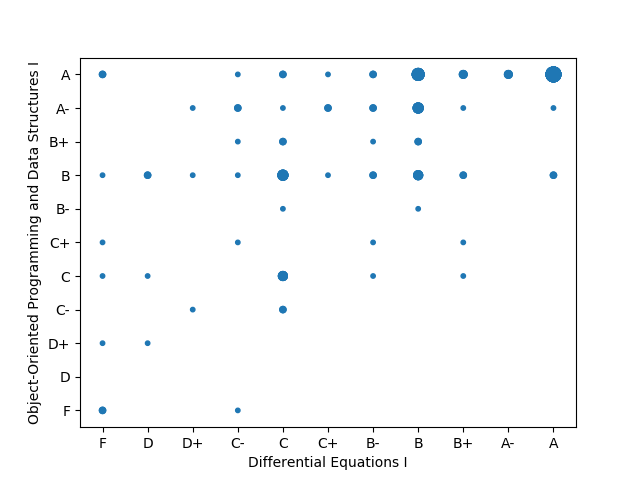 Object-Oriented Programming and Data Structures I
A
A-
B+
B
B-
C+
C
C-
D+
D
F
F D D+ C- C C+ B- B B+ A- A
Differential Equations I